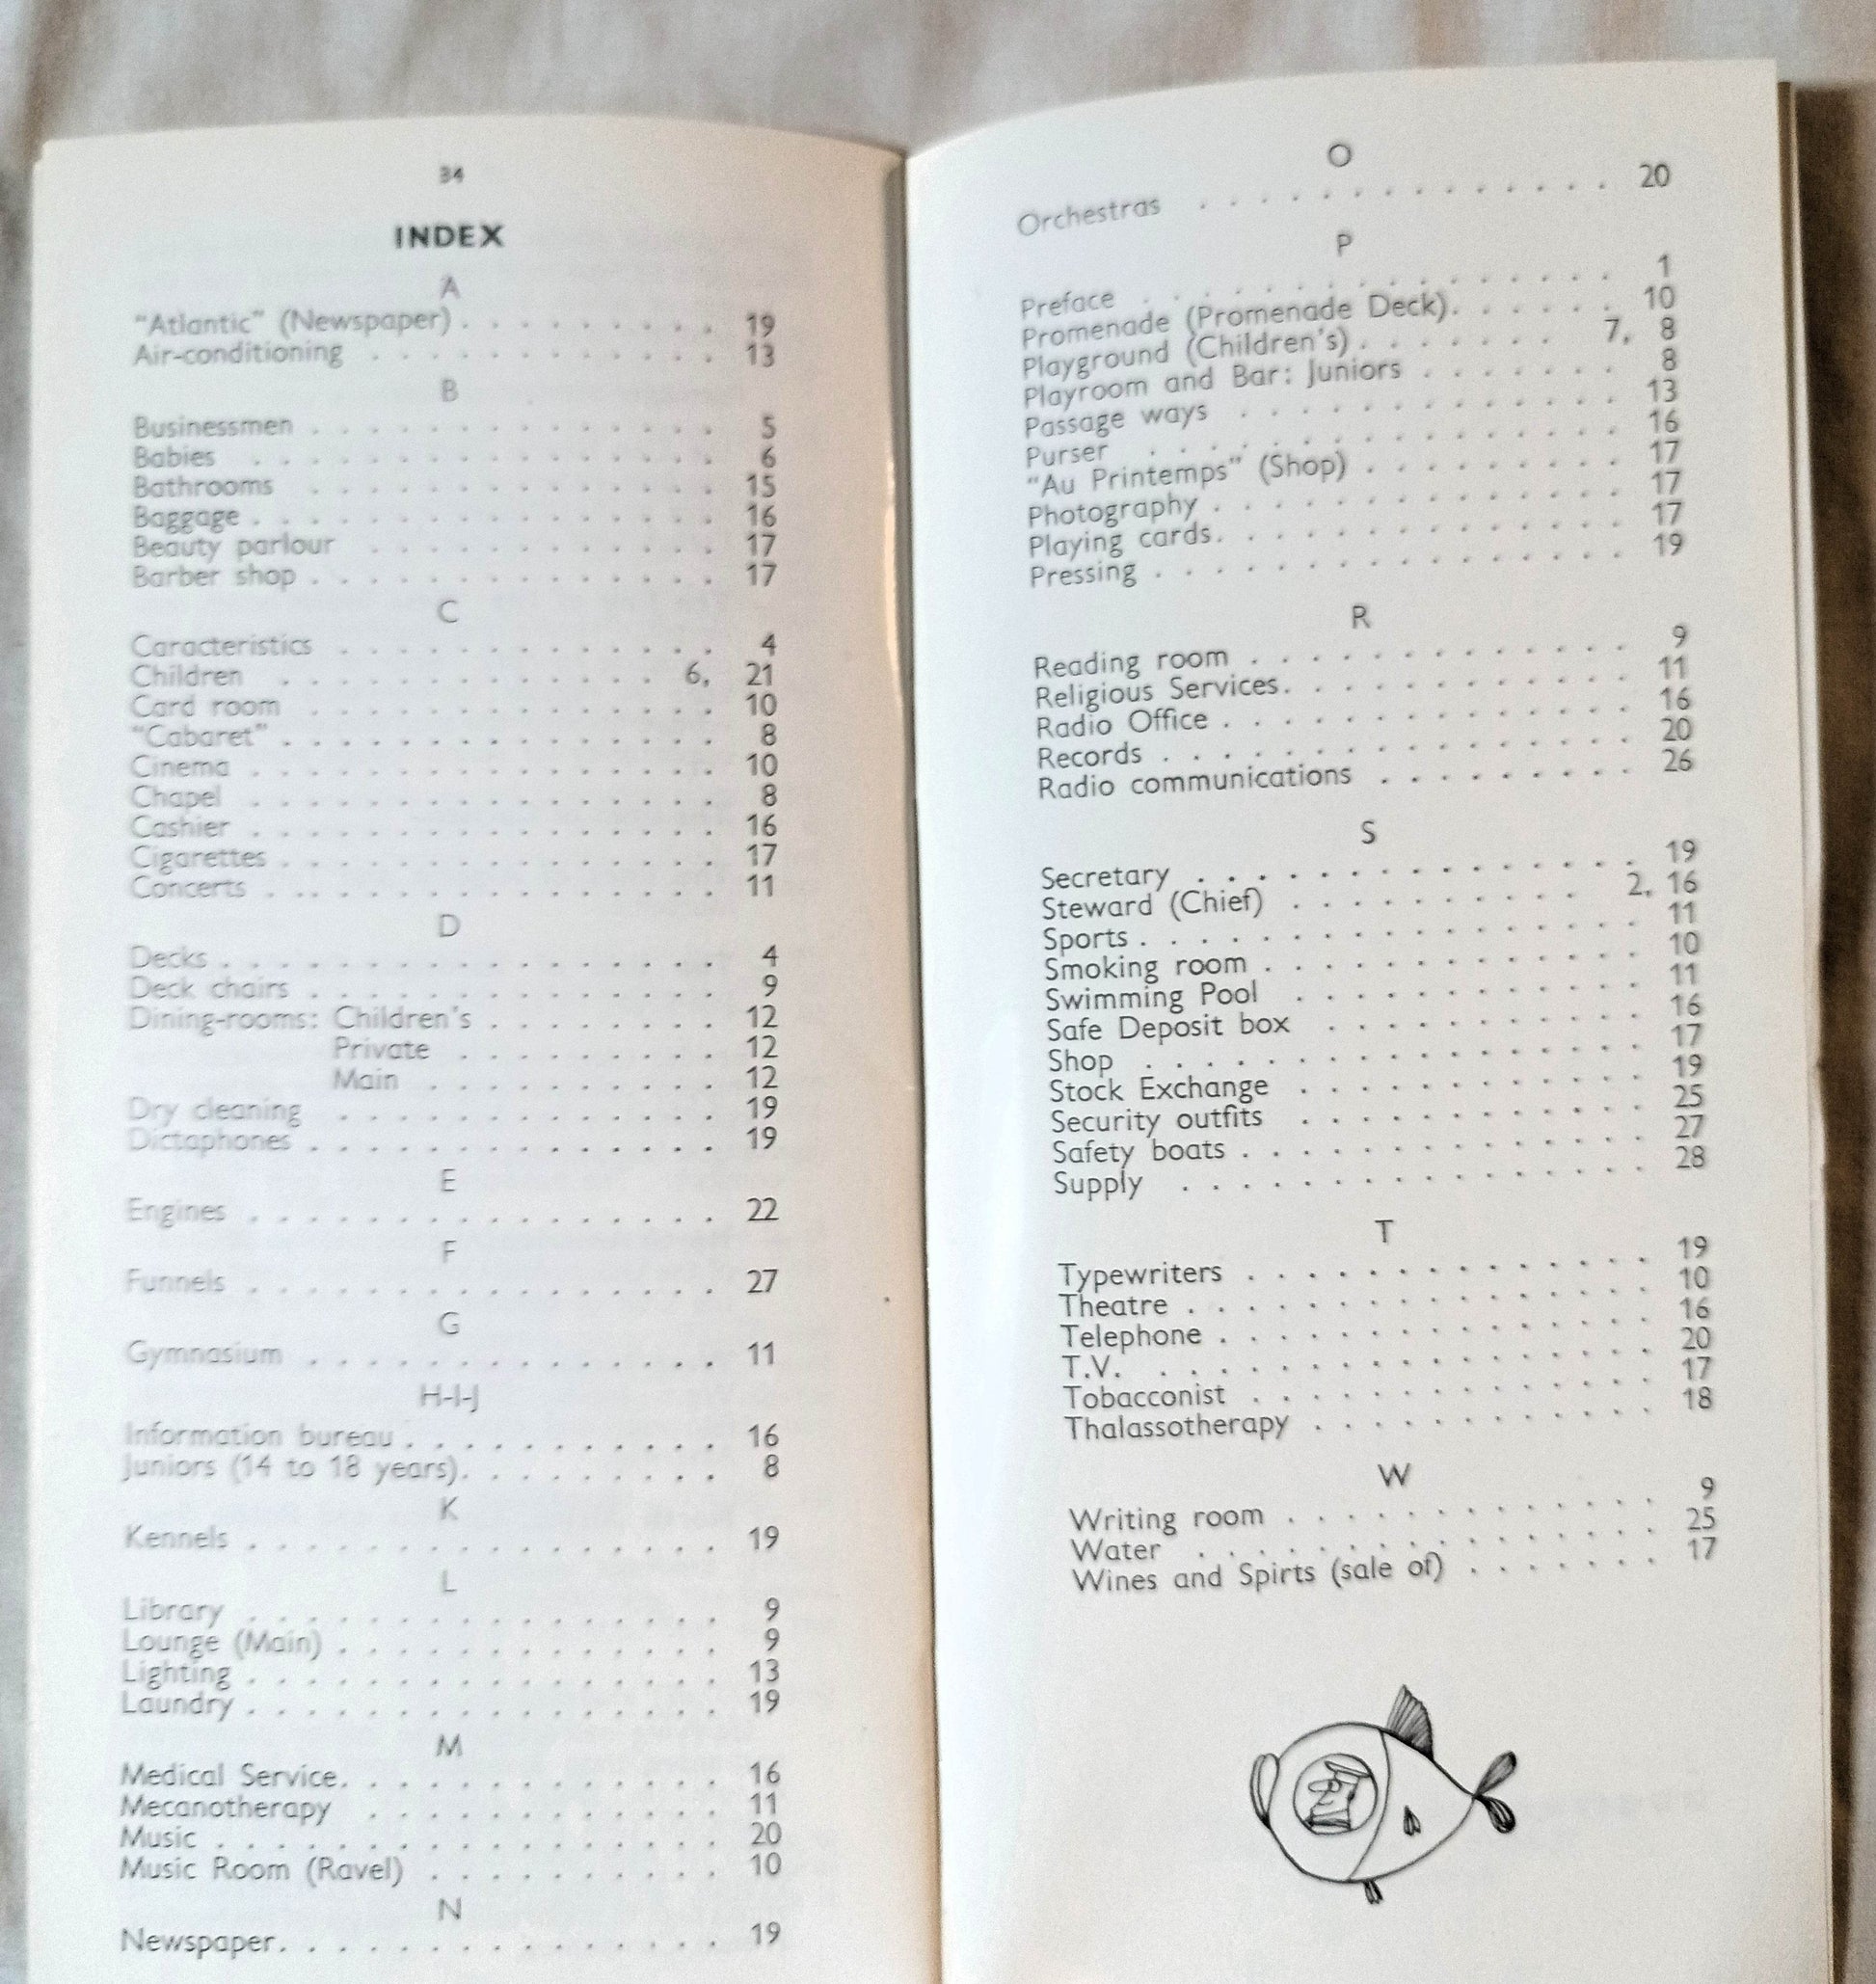 34
INDEX
A
"Atlantic" (Newspaper) . . . . . . . . . 19
Air-conditioning . . . . . . . . . . . . 13
B
Businessmen . . . . . . . . . . . . . . 5
Babies . . . . . . . . . . . . . . . . 6
Bathrooms . . . . . . . . . . . . . . 15
Baggage . . . . . . . . . . . . . . . . 16
Beauty parlour . . . . . . . . . . . . 17
Barber shop . . . . . . . . . . . . . . 17
C
Caracteristics . . . . . . . . . . . . . 4
Children . . . . . . . . . . . . . . 6, 21
Card room . . . . . . . . . . . . . . 10
"Cabaret" . . . . . . . . . . . . . . . 8
Cinema . . . . . . . . . . . . . . . . 10
Chapel . . . . . . . . . . . . . . . . 8
Cashier . . . . . . . . . . . . . . . . 16
Cigarettes . . . . . . . . . . . . . . . 17
Concerts . . . . . . . . . . . . . . . . 11
D
Decks . . . . . . . . . . . . . . . . . 4
Deck chairs . . . . . . . . . . . . . . 9
Dining-rooms: Children's . . . . . . . . 12
Private . . . . . . . . . 12
Main . . . . . . . . . . 12
Dry cleaning . . . . . . . . . . . . . 19
Dictaphones . . . . . . . . . . . . . . 19
E
Engines . . . . . . . . . . . . . . . . 22
F
Funnels . . . . . . . . . . . . . . . . 27
G
Gymnasium . . . . . . . . . . . . . . 11
H-I-J
Information bureau . . . . . . . . . . . 16
Juniors (14 to 18 years) . . . . . . . . . 8
K
Kennels . . . . . . . . . . . . . . . . 19
L
Library . . . . . . . . . . . . . . . . 9
Lounge (Main) . . . . . . . . . . . . . 9
Lighting . . . . . . . . . . . . . . . . 13
Laundry . . . . . . . . . . . . . . . . 19
M
Medical Service . . . . . . . . . . . . . 16
Mecanotherapy . . . . . . . . . . . . 11
Music . . . . . . . . . . . . . . . . . 20
Music Room (Ravel) . . . . . . . . . . 10
N
Newspaper . . . . . . . . . . . . . . . 19
O
Orchestras . . . . . . . . . . . . . . 20
P
Preface . . . . . . . . . . . . . . . . 1
Promenade (Promenade Deck) . . . . . . 10
Playground (Children's) . . . . . . . 7, 8
Playroom and Bar: Juniors . . . . . . . 8
Passage ways . . . . . . . . . . . . . 13
Purser . . . . . . . . . . . . . . . . 16
"Au Printemps" (Shop) . . . . . . . . . 17
Photography . . . . . . . . . . . . . . 17
Playing cards . . . . . . . . . . . . . . 17
Pressing . . . . . . . . . . . . . . . . 19
R
Reading room . . . . . . . . . . . . . 9
Religious Services . . . . . . . . . . . . 11
Radio Office . . . . . . . . . . . . . . 16
Records . . . . . . . . . . . . . . . . 20
Radio communications . . . . . . . . . 26
S
Secretary . . . . . . . . . . . . . . . 19
Steward (Chief) . . . . . . . . . . 2, 16
Sports . . . . . . . . . . . . . . . . . 11
Smoking room . . . . . . . . . . . . . 10
Swimming Pool . . . . . . . . . . . . 11
Safe Deposit box . . . . . . . . . . . 16
Shop . . . . . . . . . . . . . . . . . 17
Stock Exchange . . . . . . . . . . . . 19
Security outfits . . . . . . . . . . . . 25
Safety boats . . . . . . . . . . . . . . 27
Supply . . . . . . . . . . . . . . . . 28
T
Typewriters . . . . . . . . . . . . . . 19
Theatre . . . . . . . . . . . . . . . . 10
Telephone . . . . . . . . . . . . . . . 16
T.V. . . . . . . . . . . . . . . . . . 20
Tobacconist . . . . . . . . . . . . . . 17
Thalassotherapy . . . . . . . . . . . . 18
W
Writing room . . . . . . . . . . . . . 9
Water . . . . . . . . . . . . . . . . 25
Wines and Spirts (sale of) . . . . . . . 17